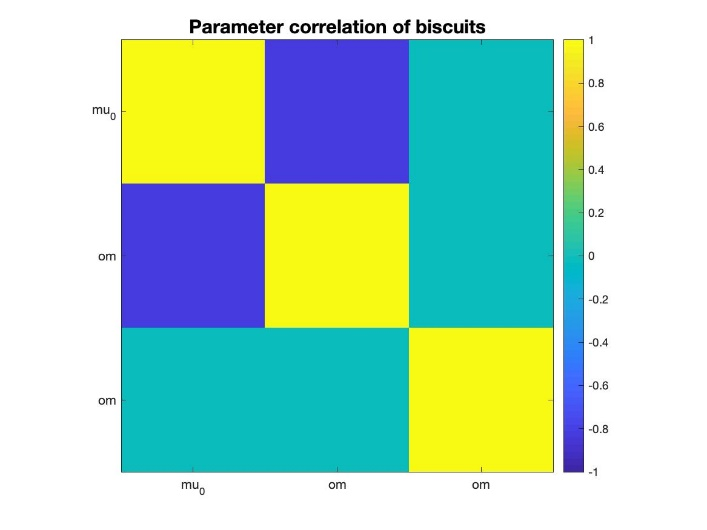 Parameter correlation of biscuits
mu0
om
om
mu0 om om
1
0.8
0.6
0.4
0.2
0
-0.2
-0.4
-0.6
-0.8
-1